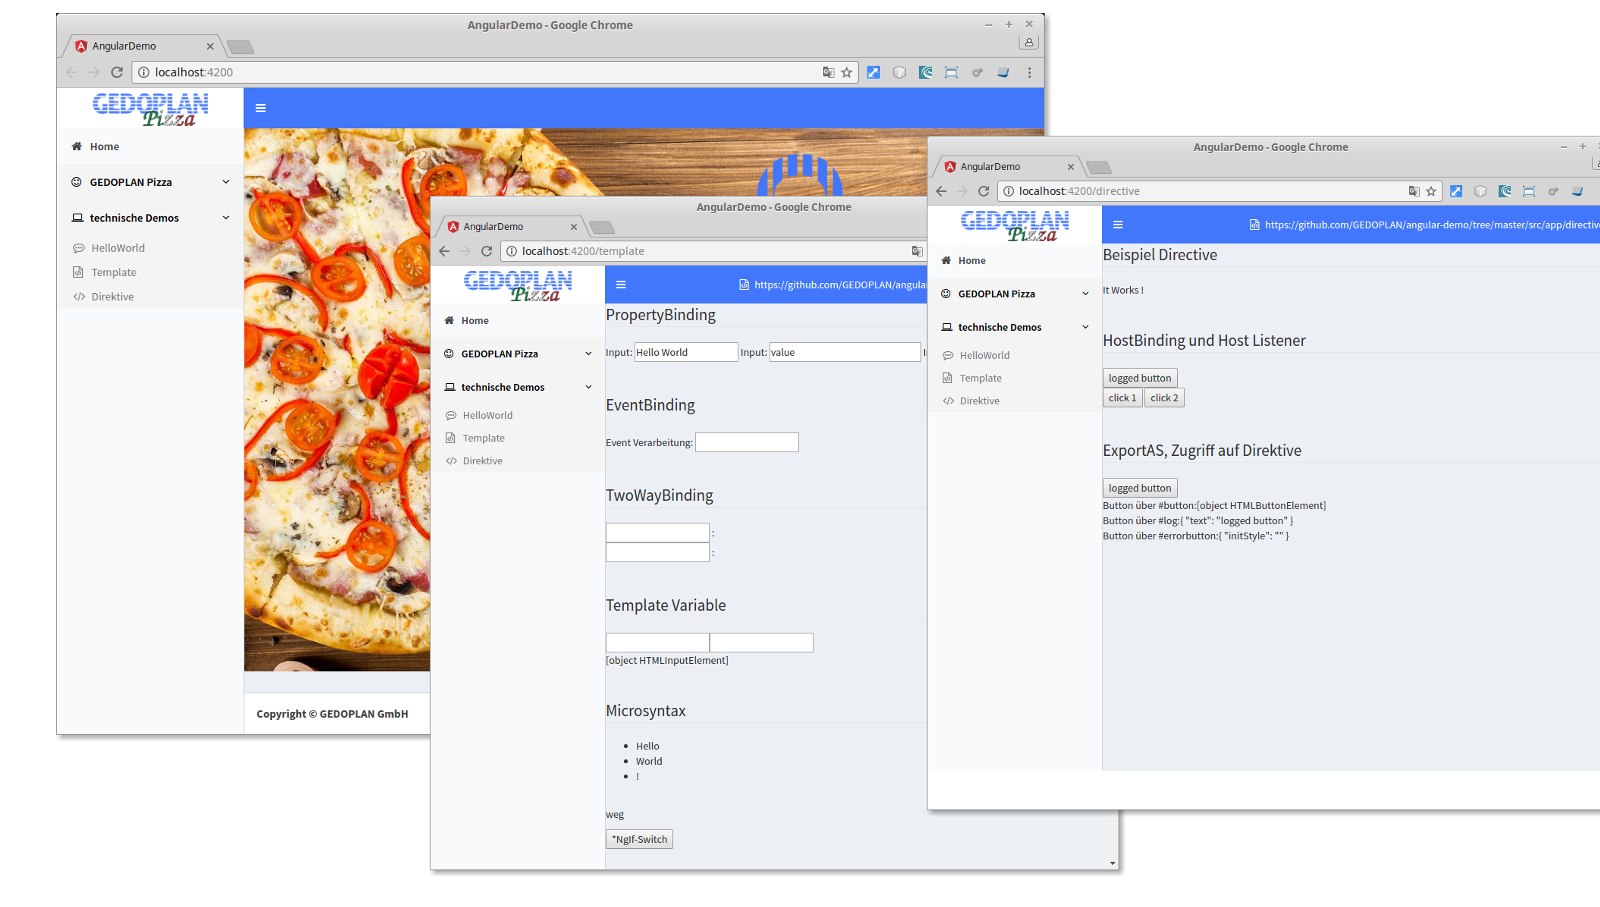 AngularDemo - Google Chrome
AngularDemo
localhost:4200
GEDOPLAN
Pizza
Home
GEDOPLAN Pizza
technische Demos
HelloWorld
Template
Direktive
Copyright © GEDOPLAN GmbH
AngularDemo - Google Chrome
AngularDemo
localhost:4200/template
GEDOPLAN
Pizza
https://github.com/GEDOPLAN/angular
Home
GEDOPLAN Pizza
technische Demos
HelloWorld
Template
Direktive
PropertyBinding
Input: Hello World Input: value
EventBinding
Event Verarbeitung:
TwoWayBinding
:
:
Template Variable
[object HTMLInputElement]
Microsyntax
Hello
World
!
weg
*NgIf-Switch
AngularDemo - Google Chrome
AngularDemo
localhost:4200/directive
GEDOPLAN
Pizza
https://github.com/GEDOPLAN/angular-demo/tree/master/src/app/directive
Home
GEDOPLAN Pizza
technische Demos
HelloWorld
Template
Direktive
Beispiel Directive
It Works !
HostBinding und Host Listener
logged button
click 1 click 2
ExportAS, Zugriff auf Direktive
logged button
Button über #button:[object HTMLButtonElement]
Button über #log:{ "text": "logged button" }
Button über #errorbutton:{ "initStyle": "" }